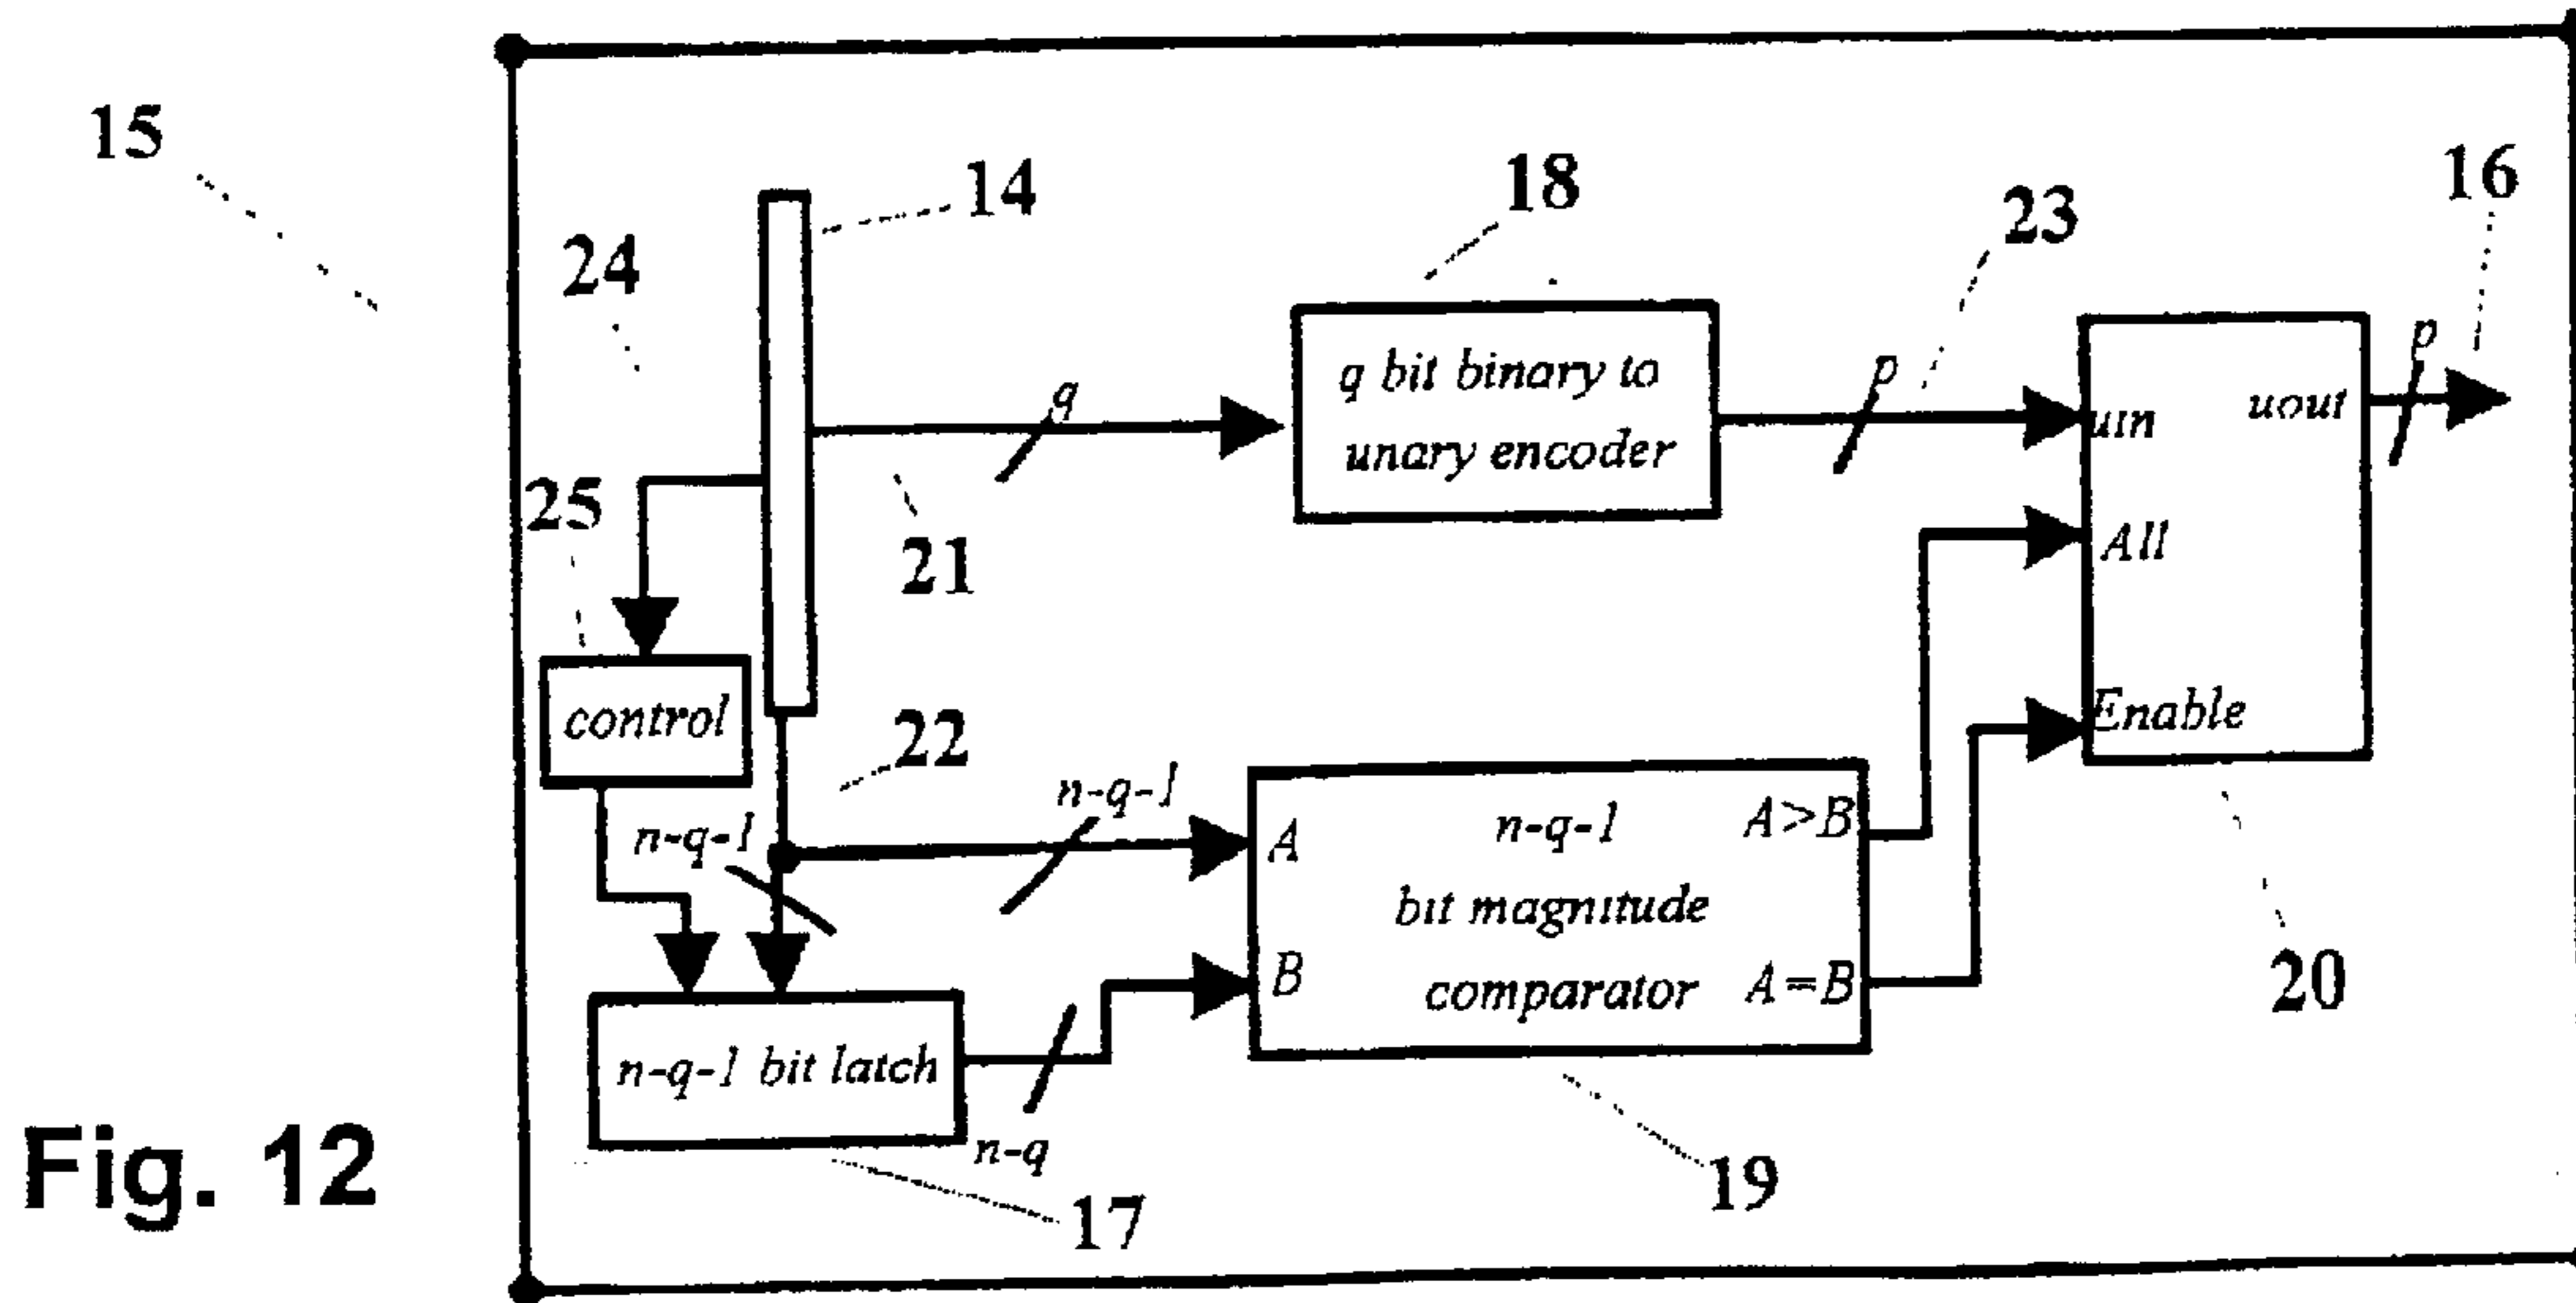 15
24
14
18
23
16
q
q bit binary to
unary encoder
p
uin
uout
p
25
21
All
control
22
Enable
n-q-1
n-q-1
A
n-q-1
bit magnitude
comparator
A>B
B
A=B
20
n-q-1 bit latch
n-q
17
19
Fig. 12